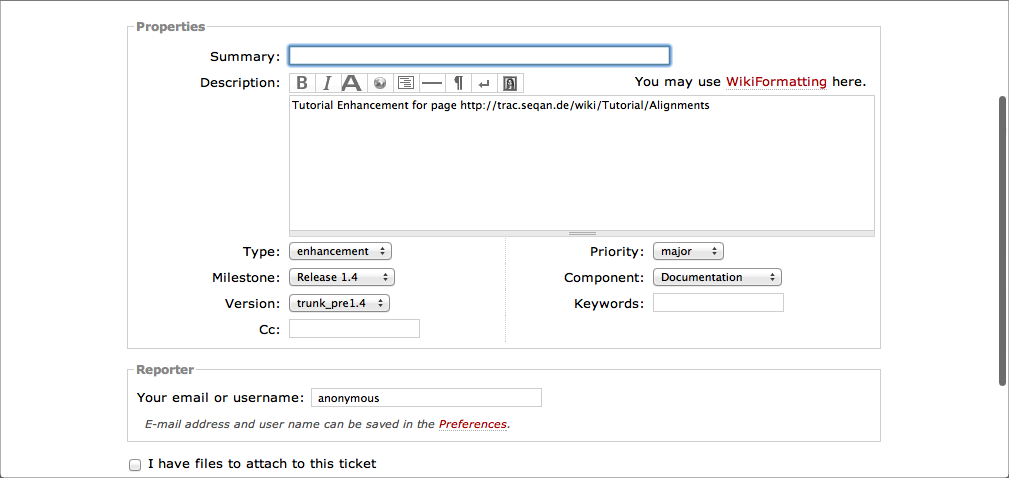 Properties
Summary:
Description: B I A ¶ You may use WikiFormatting here.
Tutorial Enhancement for page http://trac.seqan.de/wiki/Tutorial/Alignments
Type: enhancement Priority: major
Milestone: Release 1.4 Component: Documentation
Version: trunk_pre1.4 Keywords:
Cc:
Reporter
Your email or username: anonymous
E-mail address and user name can be saved in the Preferences.
I have files to attach to this ticket